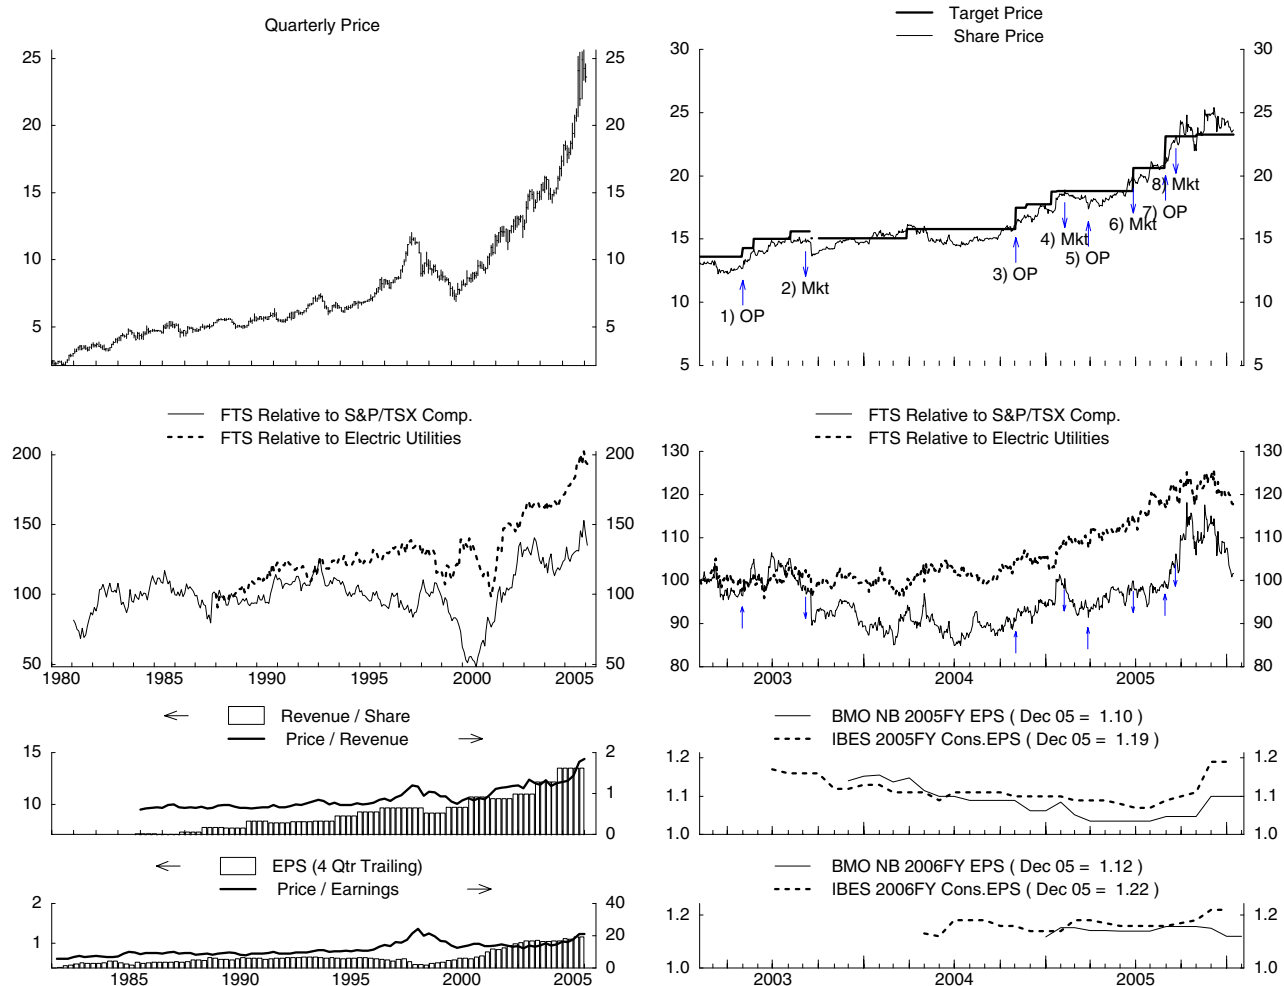 Quarterly Price
25 25
20 20
15 15
10 10
5 5
Target Price
Share Price
30 30
25 25
20 20
15 15
10 10
5 5
1) OP
2) Mkt
3) OP
4) Mkt
5) OP
6) Mkt
7) OP
8) Mkt
FTS Relative to S&P/TSX Comp.
FTS Relative to Electric Utilities
200 200
150 150
100 100
50 50
1980 1985 1990 1995 2000 2005
FTS Relative to S&P/TSX Comp.
FTS Relative to Electric Utilities
130 130
120 120
110 110
100 100
90 90
80 80
2003 2004 2005
Revenue / Share
Price / Revenue
15 2
10 1
0
BMO NB 2005FY EPS ( Dec 05 = 1.10 )
IBES 2005FY Cons.EPS ( Dec 05 = 1.19 )
1.2 1.2
1.1 1.1
1.0 1.0
EPS (4 Qtr Trailing)
Price / Earnings
2 40
1 20
0 0
1985 1990 1995 2000 2005
BMO NB 2006FY EPS ( Dec 05 = 1.12 )
IBES 2006FY Cons.EPS ( Dec 05 = 1.22 )
1.2 1.2
1.0 1.0
2003 2004 2005